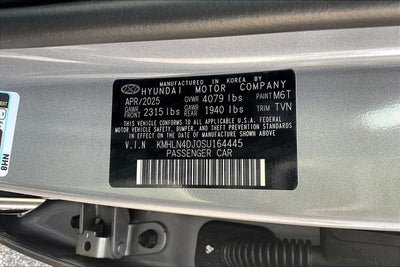 MANUFACTURED IN KOREA BY
HYUNDAI MOTOR COMPANY
APR/2025 GVWR 4079 lbs PAINT M6T
GAWR FRONT 2315 lbs GAWR REAR 1940 lbs TRIM TVN
THIS VEHICLE CONFORMS TO ALL APPLICABLE U.S.A. FEDERAL
MOTOR VEHICLE SAFETY, BUMPER, AND THEFT PREVENTION
STANDARDS IN EFFECT ON THE DATE OF MANUFACTURE
SHOWN ABOVE
V.I.N KMHLN4DJ0SU164445
PASSENGER CAR
NH8